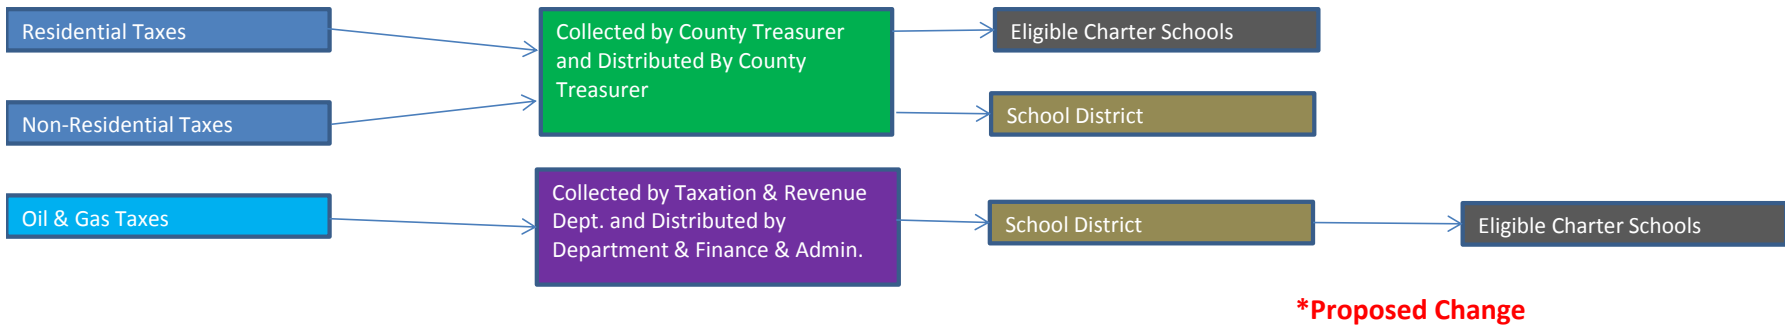 Residential Taxes
Collected by County Treasurer
and Distributed By County
Treasurer
Eligible Charter Schools
Non-Residential Taxes
School District
Oil & Gas Taxes
Collected by Taxation & Revenue
Dept. and Distributed by
Department & Finance & Admin.
School District
Eligible Charter Schools
*Proposed Change